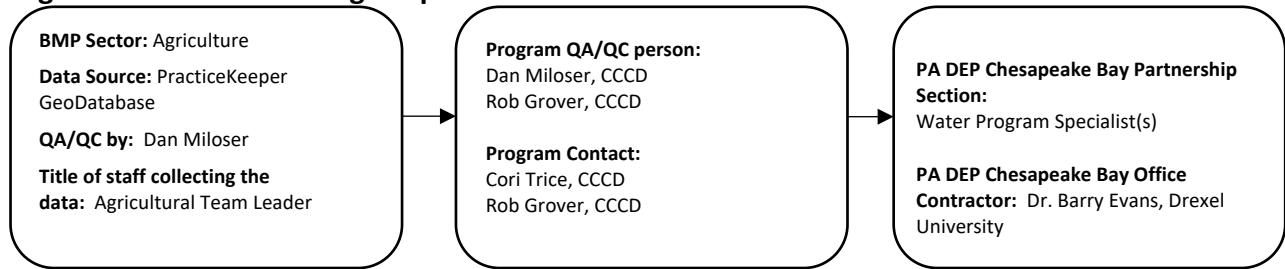 BMP Sector: Agriculture
Data Source: PracticeKeeper
GeoDatabase
QA/QC by: Dan Miloser
Title of staff collecting the
data: Agricultural Team Leader
Program QA/QC person:
Dan Miloser, CCCD
Rob Grover, CCCD
Program Contact:
Cori Trice, CCCD
Rob Grover, CCCD
PA DEP Chesapeake Bay Partnership
Section:
Water Program Specialist(s)
PA DEP Chesapeake Bay Office
Contractor: Dr. Barry Evans, Drexel
University